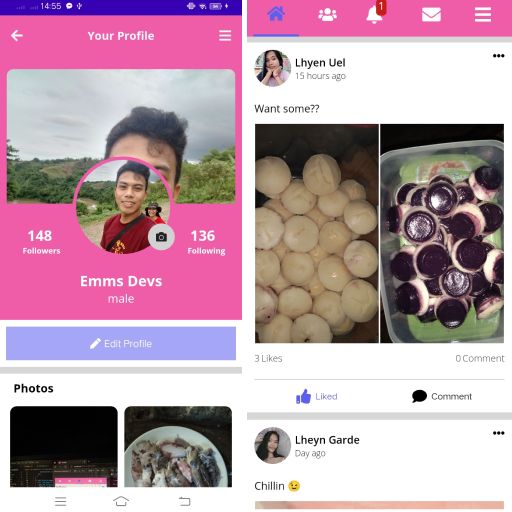 14:55
Your Profile
148
Followers
136
Following
Emms Devs
male
Edit Profile
Photos
1
Lhyen Uel
15 hours ago
Want some??
3 Likes
0 Comment
Liked
Comment
Lheyn Garde
Day ago
Chillin 😉